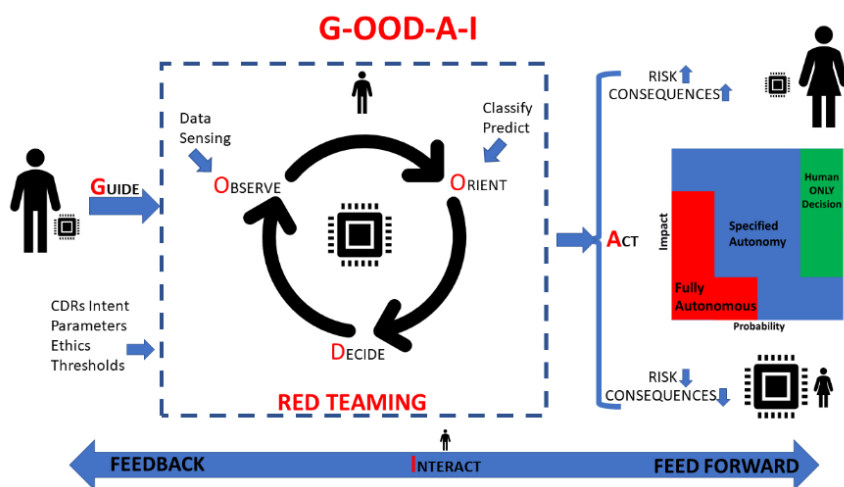 G-OOD-A-I
Data
Sensing
Classify
Predict
OBSERVE
ORIENT
GUIDE
DECIDE
CDRs Intent
Parameters
Ethics
Thresholds
RED TEAMING
ACT
RISK
CONSEQUENCES
Human
ONLY
Decision
Specified
Autonomy
Fully
Autonomous
Impact
Probability
RISK
CONSEQUENCES
FEEDBACK
INTERACT
FEED FORWARD